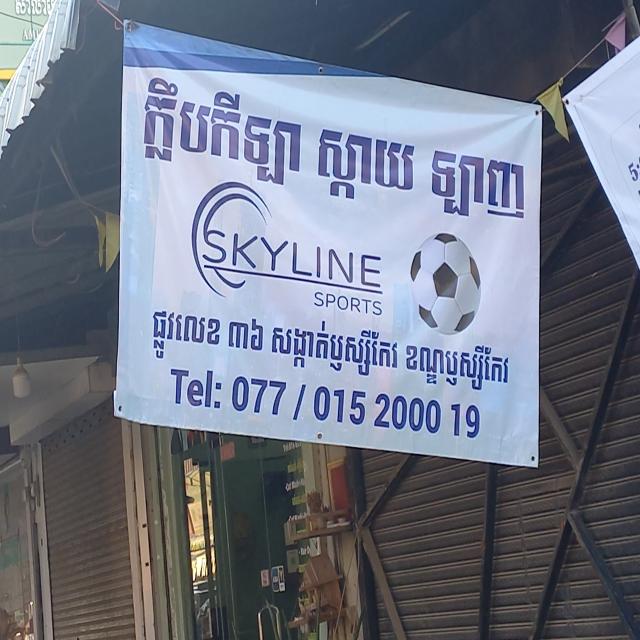 ក្លឹបកីឡា ស្កាយ ឡាញ
SKYLINE
SPORTS
ផ្លូវលេខ ៣៦ សង្កាត់ឫស្សីកែវ ខណ្ឌឫស្សីកែវ
Tel: 077 / 015 2000 19